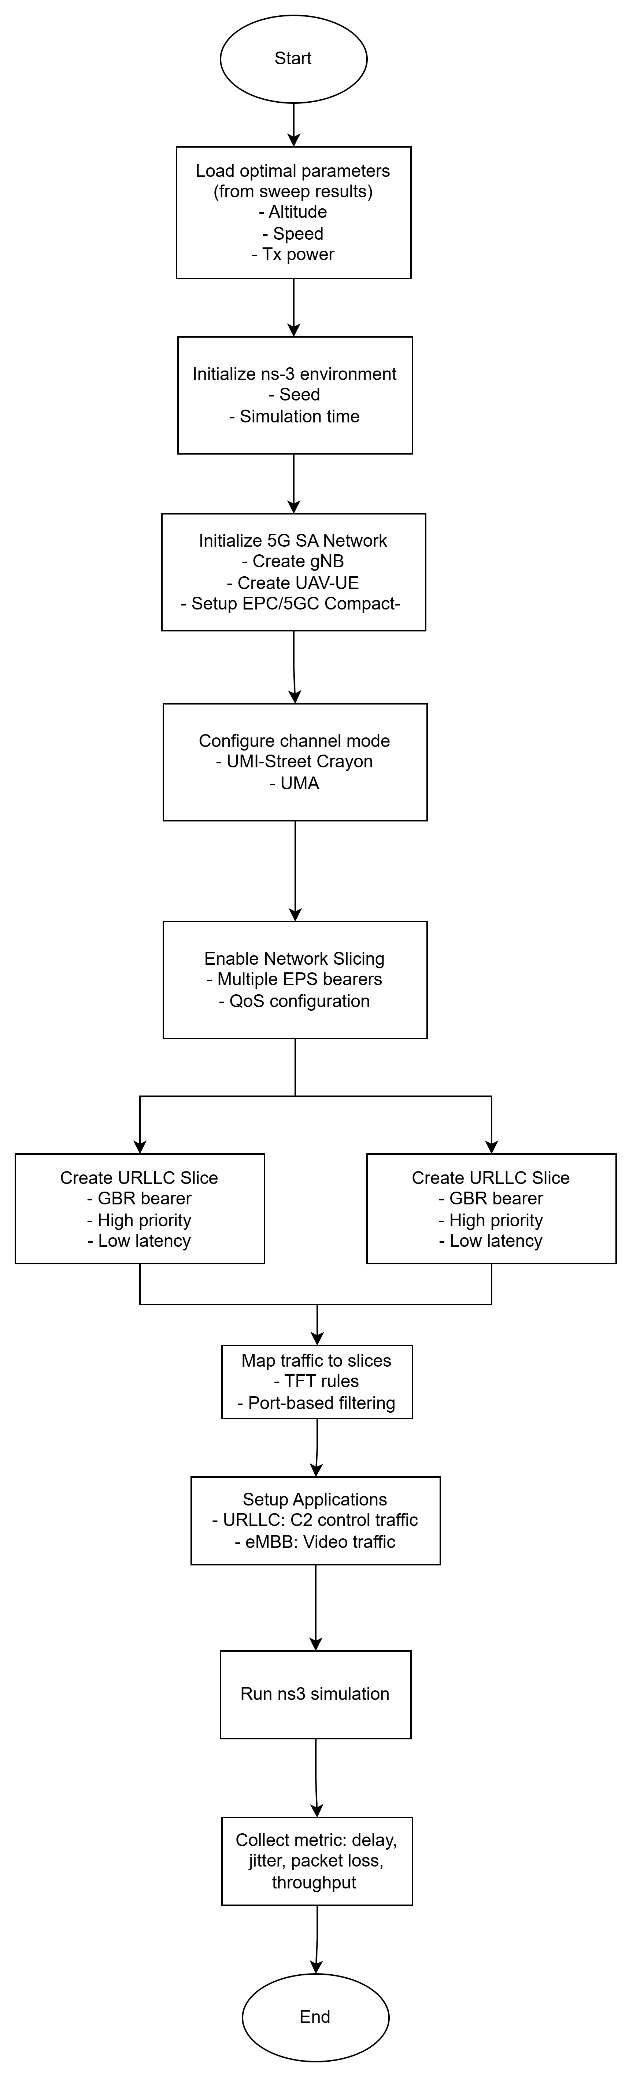 Start
Load optimal parameters
(from sweep results)
- Altitude
- Speed
- Tx power
Initialize ns-3 environment
- Seed
- Simulation time
Initialize 5G SA Network
- Create gNB
- Create UAV-UE
- Setup EPC/5GC Compact-
Configure channel mode
- UMI-Street Crayon
- UMA
Enable Network Slicing
- Multiple EPS bearers
- QoS configuration
Create URLLC Slice
- GBR bearer
- High priority
- Low latency
Create URLLC Slice
- GBR bearer
- High priority
- Low latency
Map traffic to slices
- TFT rules
- Port-based filtering
Setup Applications
- URLLC: C2 control traffic
- eMBB: Video traffic
Run ns3 simulation
Collect metric: delay,
jitter, packet loss,
throughput
End